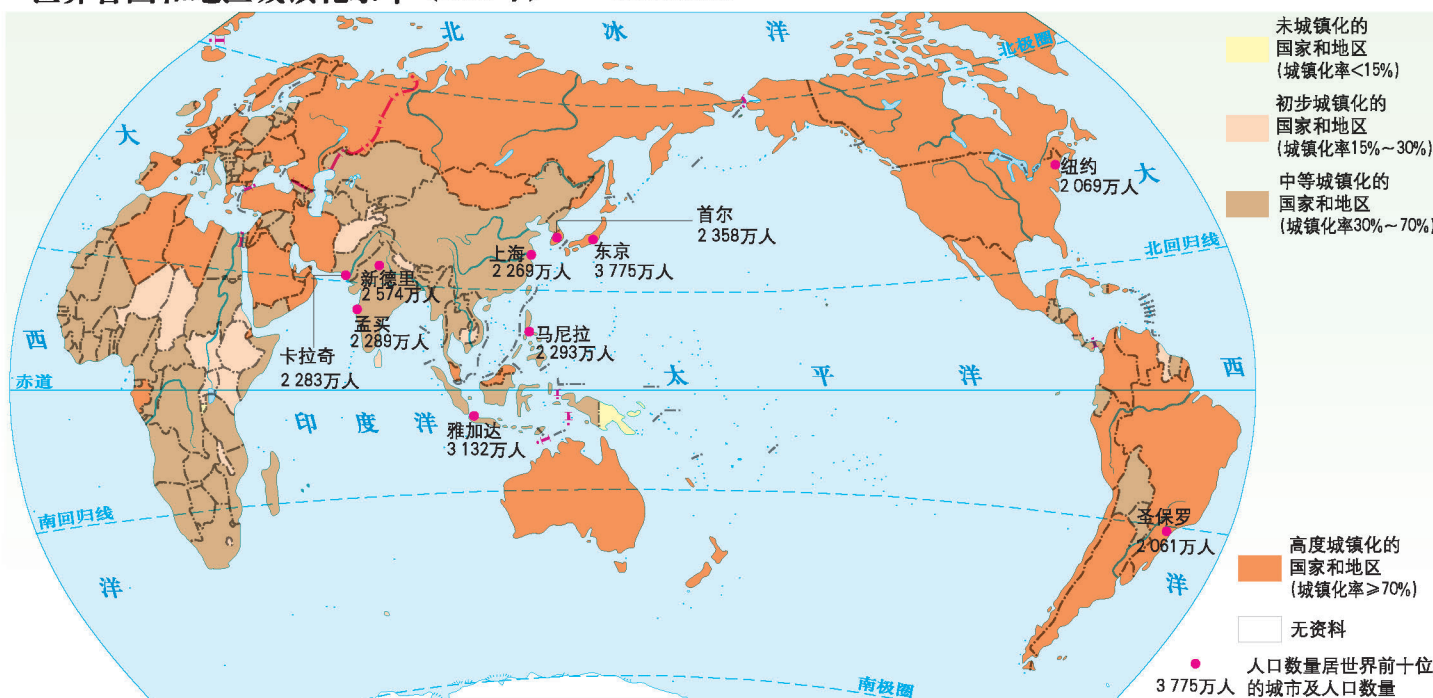 北 冰 洋
北极圈
大
西
洋
赤道
南回归线
印 度 洋
太 平 洋
北回归线
大
西
洋
南极圈
纽约
2 069万人
首尔
2 358万人
上海
2 269万人
东京
3 775万人
新德里
2 574万人
孟买
2 289万人
卡拉奇
2 283万人
马尼拉
2 293万人
雅加达
3 132万人
圣保罗
2 061万人
未城镇化的
国家和地区
(城镇化率<15%)
初步城镇化的
国家和地区
(城镇化率15%~30%)
中等城镇化的
国家和地区
(城镇化率30%~70%)
高度城镇化的
国家和地区
(城镇化率≥70%)
无资料
人口数量居世界前十位
3 775万人 的城市及人口数量